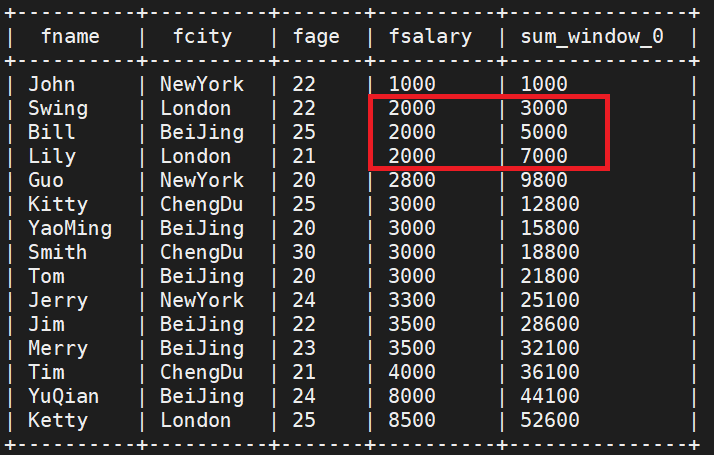 +----------+----------+-------+----------+---------------+
|  fname   |  fcity   | fage  | fsalary  | sum_window_0  |
+----------+----------+-------+----------+---------------+
| John     | NewYork  | 22    | 1000     | 1000          |
| Swing    | London   | 22    | 2000     | 3000          |
| Bill     | BeiJing  | 25    | 2000     | 5000          |
| Lily     | London   | 21    | 2000     | 7000          |
| Guo      | NewYork  | 20    | 2800     | 9800          |
| Kitty    | ChengDu  | 25    | 3000     | 12800         |
| YaoMing  | BeiJing  | 20    | 3000     | 15800         |
| Smith    | ChengDu  | 30    | 3000     | 18800         |
| Tom      | BeiJing  | 20    | 3000     | 21800         |
| Jerry    | NewYork  | 24    | 3300     | 25100         |
| Jim      | BeiJing  | 22    | 3500     | 28600         |
| Merry    | BeiJing  | 23    | 3500     | 32100         |
| Tim      | ChengDu  | 21    | 4000     | 36100         |
| YuQian   | BeiJing  | 24    | 8000     | 44100         |
| Ketty    | London   | 25    | 8500     | 52600         |
+----------+----------+-------+----------+---------------+